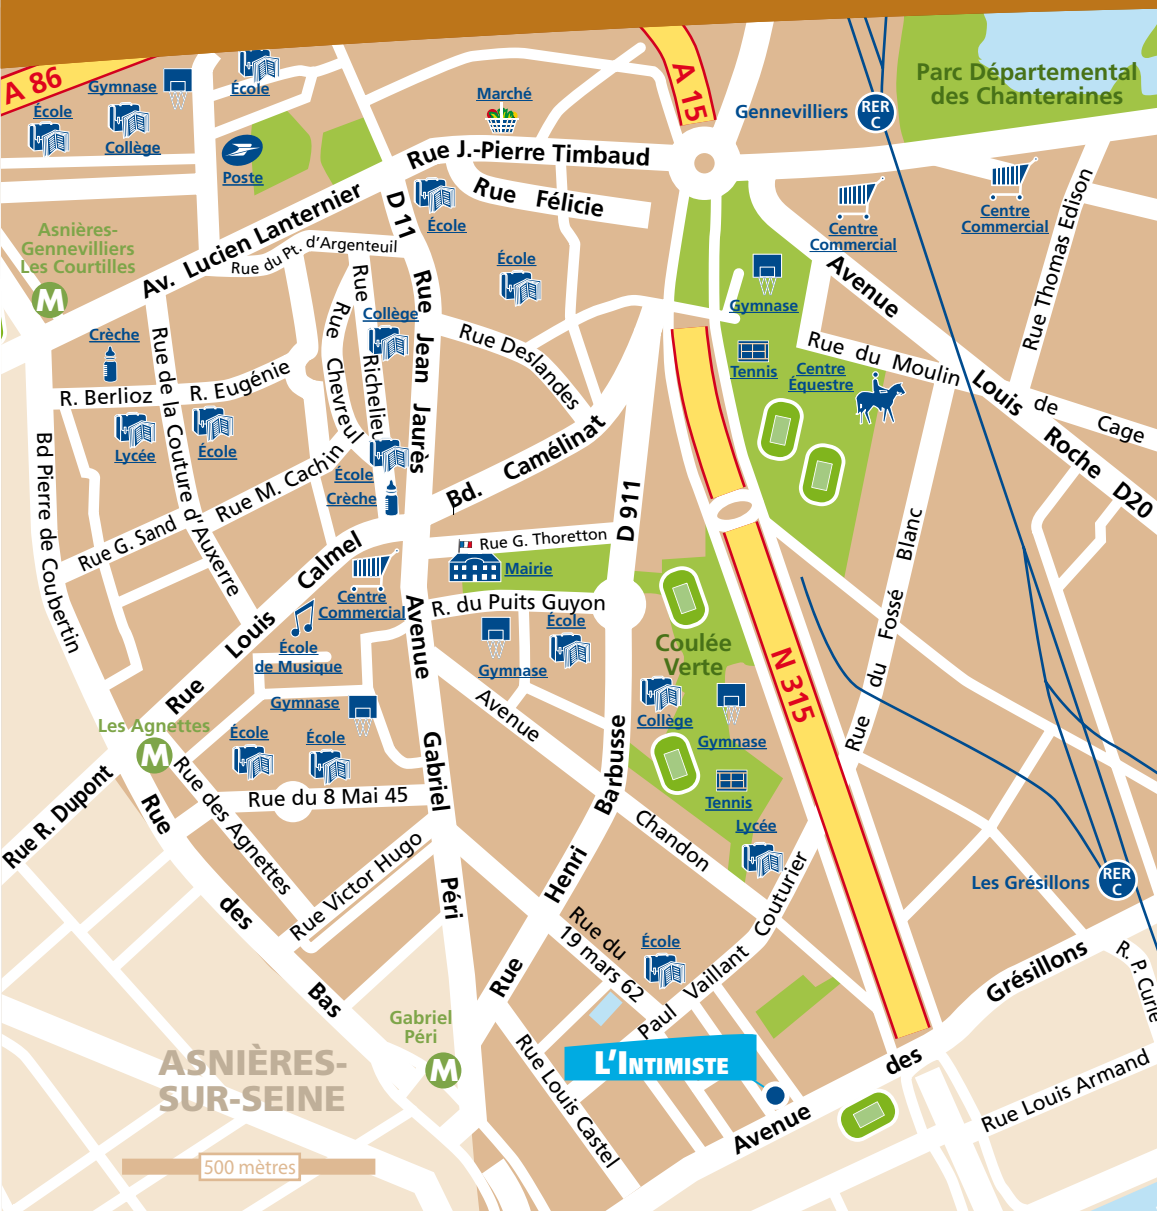 A 86
Gymnase
École
École
Collège
Poste
Marché
A 15
Gennevilliers
RER
C
Parc Départemental
des Chanteraines
Rue J.-Pierre Timbaud
Rue Félicie
D 11
École
École
Centre
Commercial
Centre
Commercial
Rue Thomas Edison
Asnières-
Gennevilliers
Les Courtilles
M
Av. Lucien Lanternier
Rue du Pt. d'Argenteuil
Rue Chevreul
Rue Richelieu
Collège
Rue Jean Jaurès
Rue Deslandes
Gymnase
Tennis
Centre
Équestre
Avenue Louis Roche D20
Rue du Moulin de Cage
Crèche
R. Berlioz
R. Eugénie
Rue de la Couture d'Auxerre
Lycée
École
Bd Pierre de Coubertin
Rue G. Sand
Rue M. Cachin
École
Crèche
Bd. Camélinat
D 911
Rue G. Thoretton
Mairie
Rue Louis Calmel
Centre
Commercial
R. du Puits Guyon
Gymnase
École
École
de Musique
Gymnase
École
École
Coulée
Verte
Collège
Gymnase
Tennis
Lycée
N 315
Rue du Fossé Blanc
Les Agnettes
M
Rue R. Dupont
Rue des Bas
Rue des Agnettes
Rue du 8 Mai 45
Rue Victor Hugo
Avenue Gabriel Péri
Avenue Chandon
Rue Henri Barbusse
Rue du
19 mars 62
École
Paul Vaillant Couturier
Les Grésillons
RER
C
Avenue des Grésillons
R. P. Curie
Rue Louis Armand
Rue Louis Castel
L'INTIMISTE
Gabriel
Péri
M
ASNIÈRES-
SUR-SEINE
500 mètres